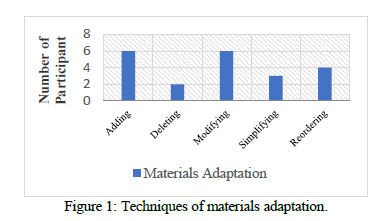 Number of
Participant
8
6
4
2
0
Adding
Deleting
Modifying
Simplifying
Reordering
Materials Adaptation
Figure 1: Techniques of materials adaptation.